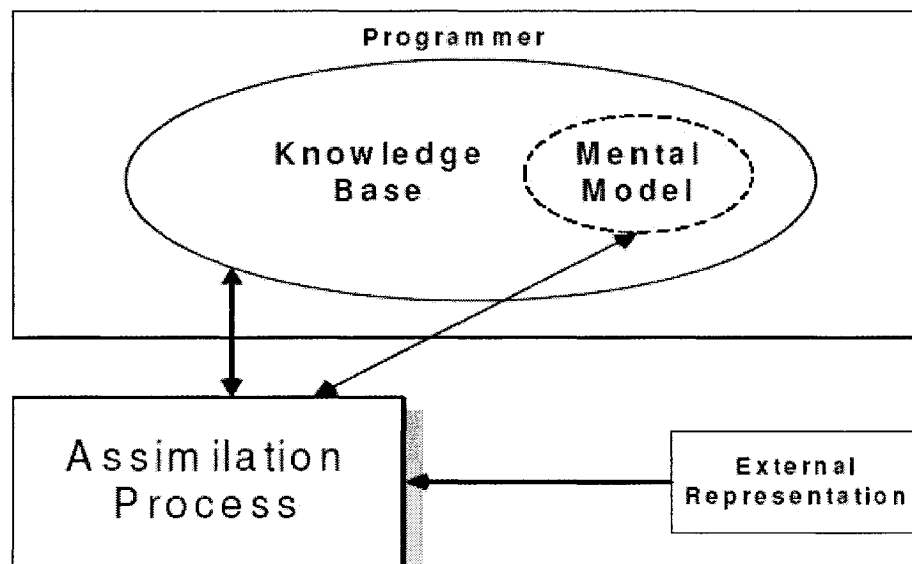 Programmer
Knowledge
Base
Mental
Model
Assimilation
Process
External
Representation